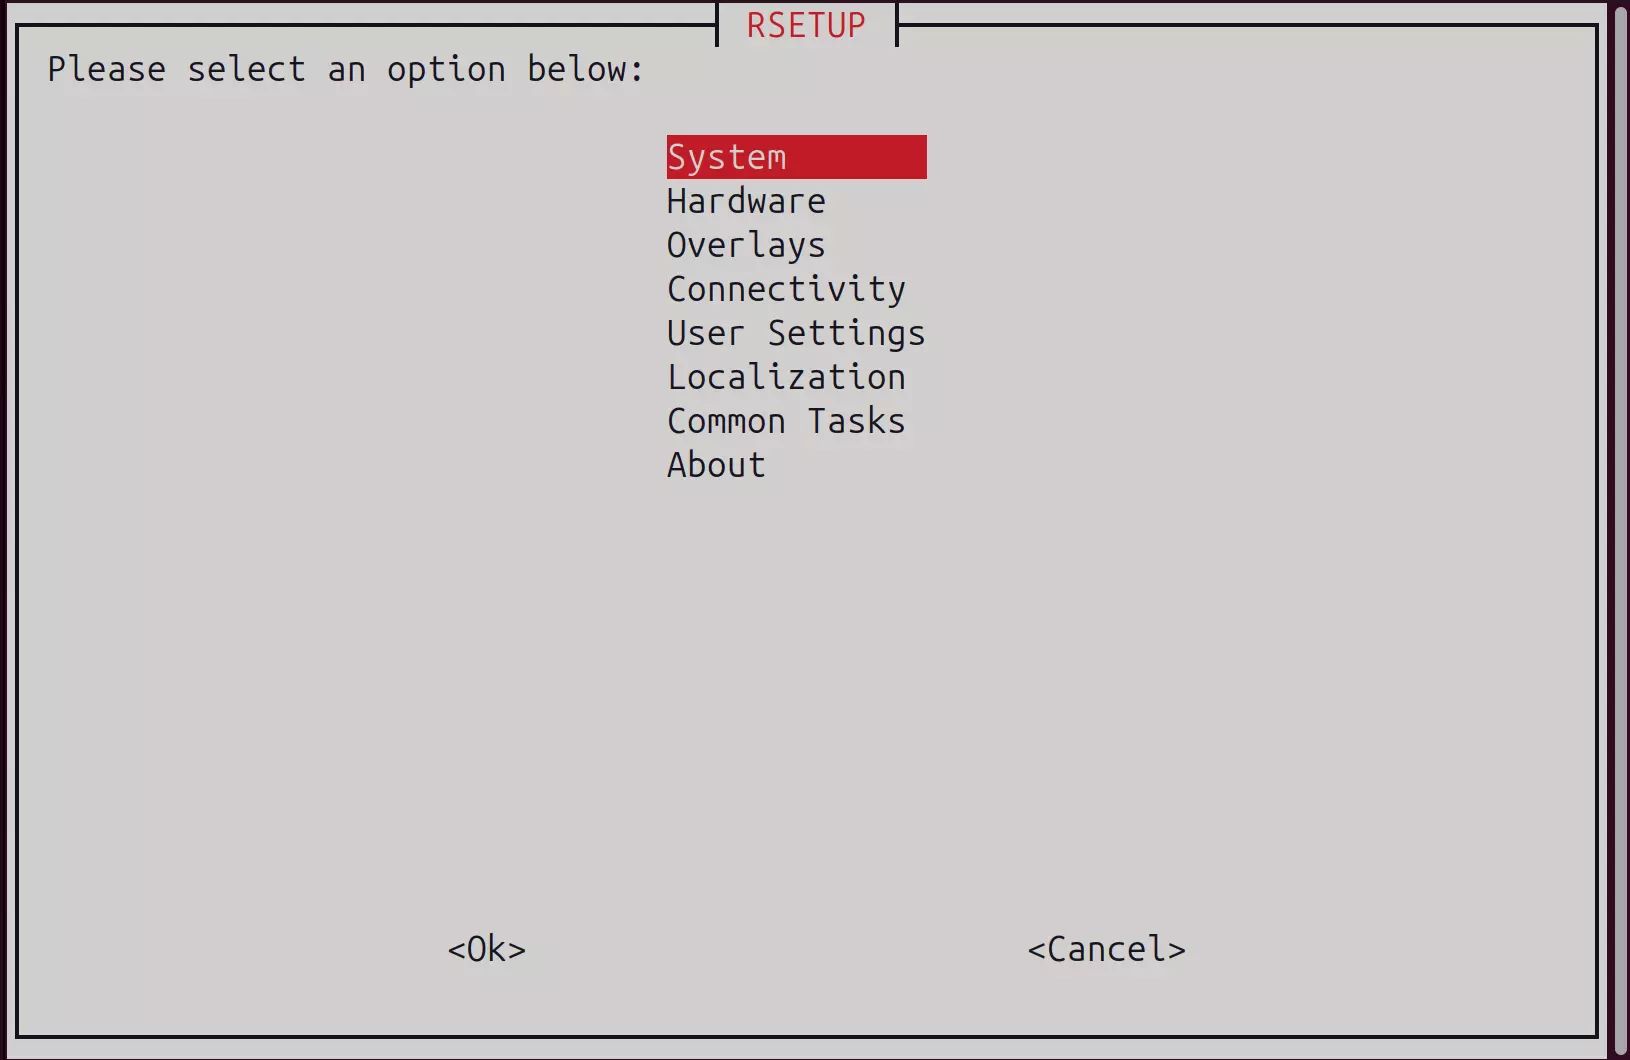 RSETUP
Please select an option below:
System
Hardware
Overlays
Connectivity
User Settings
Localization
Common Tasks
About
<Ok> <Cancel>